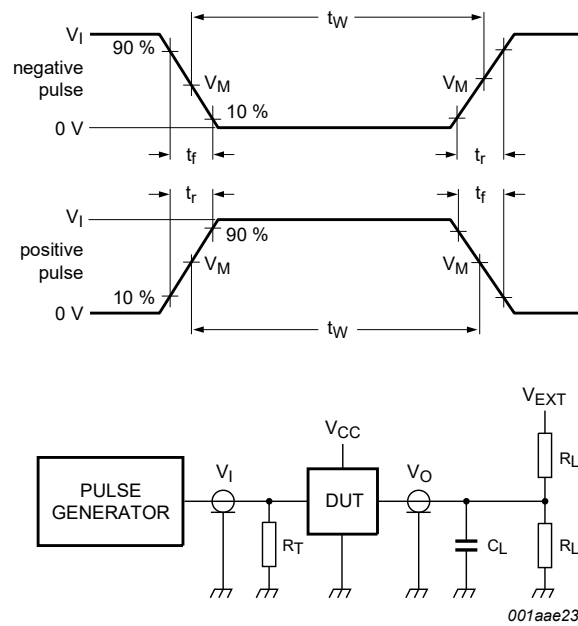 V_I
90 %
negative
pulse
0 V
t_W
V_M
V_M
10 %
t_f
t_r
V_I
positive
pulse
0 V
t_r
t_f
90 %
V_M
V_M
10 %
t_W
V_EXT
V_CC
V_I
V_O
R_L
PULSE
GENERATOR
DUT
R_T
C_L
R_L
001aae23